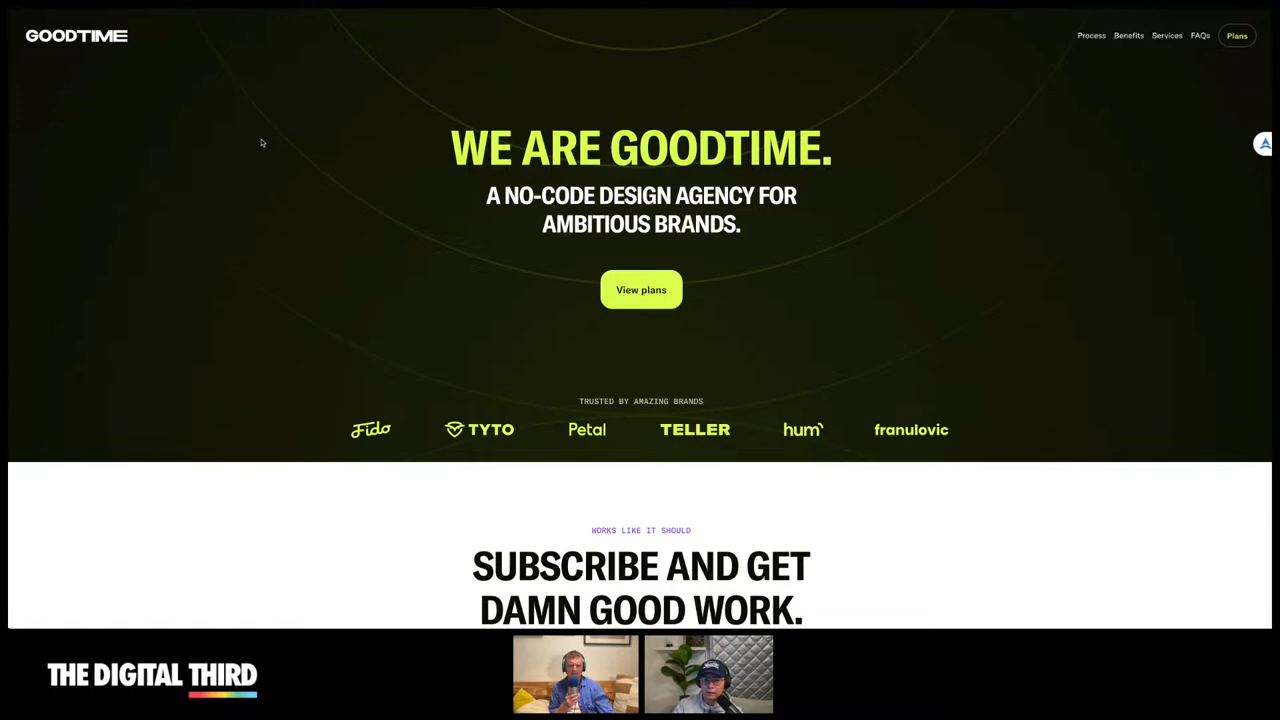 GOODTIME
Process Benefits Services FAQs Plans
WE ARE GOODTIME.
A NO-CODE DESIGN AGENCY FOR
AMBITIOUS BRANDS.
View plans
TRUSTED BY AMAZING BRANDS
Fido TYTO Petal TELLER hum franulovic
WORKS LIKE IT SHOULD
SUBSCRIBE AND GET
DAMN GOOD WORK.
THE DIGITAL THIRD